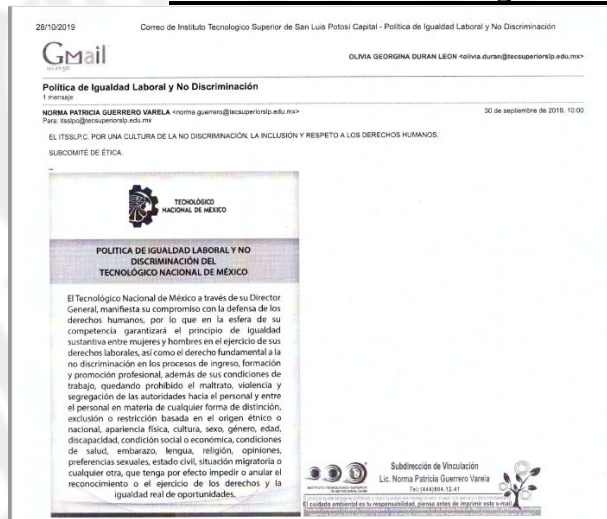 28/10/2019 Correo de Instituto Tecnologico Superior de San Luis Potosí Capital - Política de Igualdad Laboral y No Discriminación
Gmail
OLIVIA GEORGINA DURAN LEON <olivia.duran@tecsuperiorslp.edu.mx>
Política de Igualdad Laboral y No Discriminación
1 mensaje
NORMA PATRICIA GUERRERO VARELA <norma.guerrero@tecsuperiorslp.edu.mx> 30 de septiembre de 2019, 10:00
Para: itsslpo@tecsuperiorslp.edu.mx
EL ITSSLP,C. POR UNA CULTURA DE LA NO DISCRIMINACIÓN, LA INCLUSIÓN Y RESPETO A LOS DERECHOS HUMANOS.
SUBCOMITÉ DE ÉTICA.
--
TECNOLÓGICO
NACIONAL DE MÉXICO
POLITICA DE IGUALDAD LABORAL Y NO
DISCRIMINACIÓN DEL
TECNOLÓGICO NACIONAL DE MÉXICO
El Tecnológico Nacional de México a través de su Director
General, manifiesta su compromiso con la defensa de los
derechos humanos, por lo que en la esfera de su
competencia garantizará el principio de igualdad
sustantiva entre mujeres y hombres en el ejercicio de sus
derechos laborales, así como el derecho fundamental a la
no discriminación en los procesos de ingreso, formación
y promoción profesional, además de sus condiciones de
trabajo, quedando prohibido el maltrato, violencia y
segregación de las autoridades hacia el personal y entre
el personal en materia de cualquier forma de distinción,
exclusión o restricción basada en el origen étnico o
nacional, apariencia física, cultura, sexo, género, edad,
discapacidad, condición social o económica, condiciones
de salud, embarazo, lengua, religión, opiniones,
preferencias sexuales, estado civil, situación migratoria o
cualquier otra, que tenga por efecto impedir o anular el
reconocimiento o el ejercicio de los derechos y la
igualdad real de oportunidades.
Subdirección de Vinculación
Lic. Norma Patricia Guerrero Varela
Tel:(444)804.12.41
El cuidado ambiental es tu responsabilidad, piensa antes de imprimir este e-mail